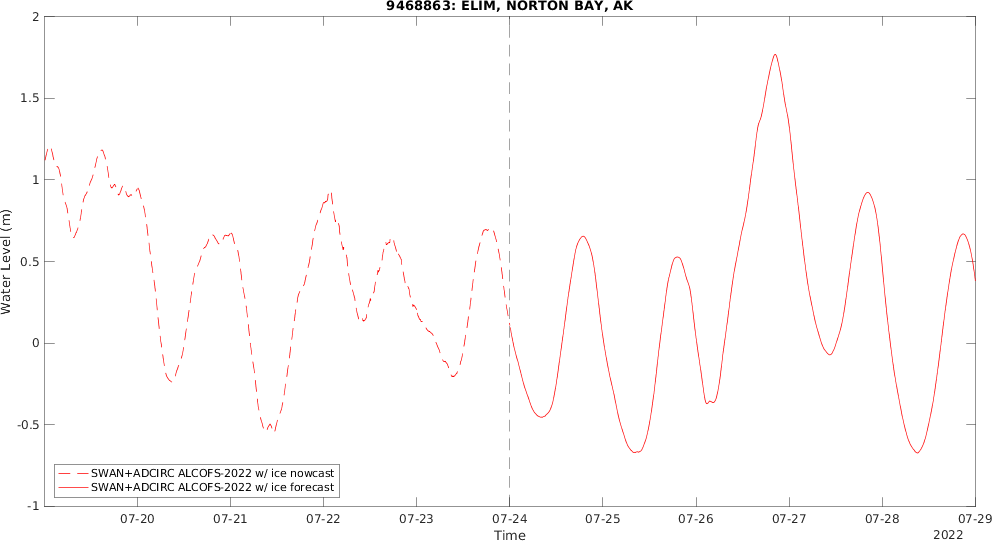 9468863: ELIM, NORTON BAY, AK
2
1.5
1
0.5
0
-0.5
-1
Water Level (m)
SWAN+ADCIRC ALCOFS-2022 w/ ice nowcast
SWAN+ADCIRC ALCOFS-2022 w/ ice forecast
07-20 07-21 07-22 07-23 07-24 07-25 07-26 07-27 07-28 07-29
Time
2022